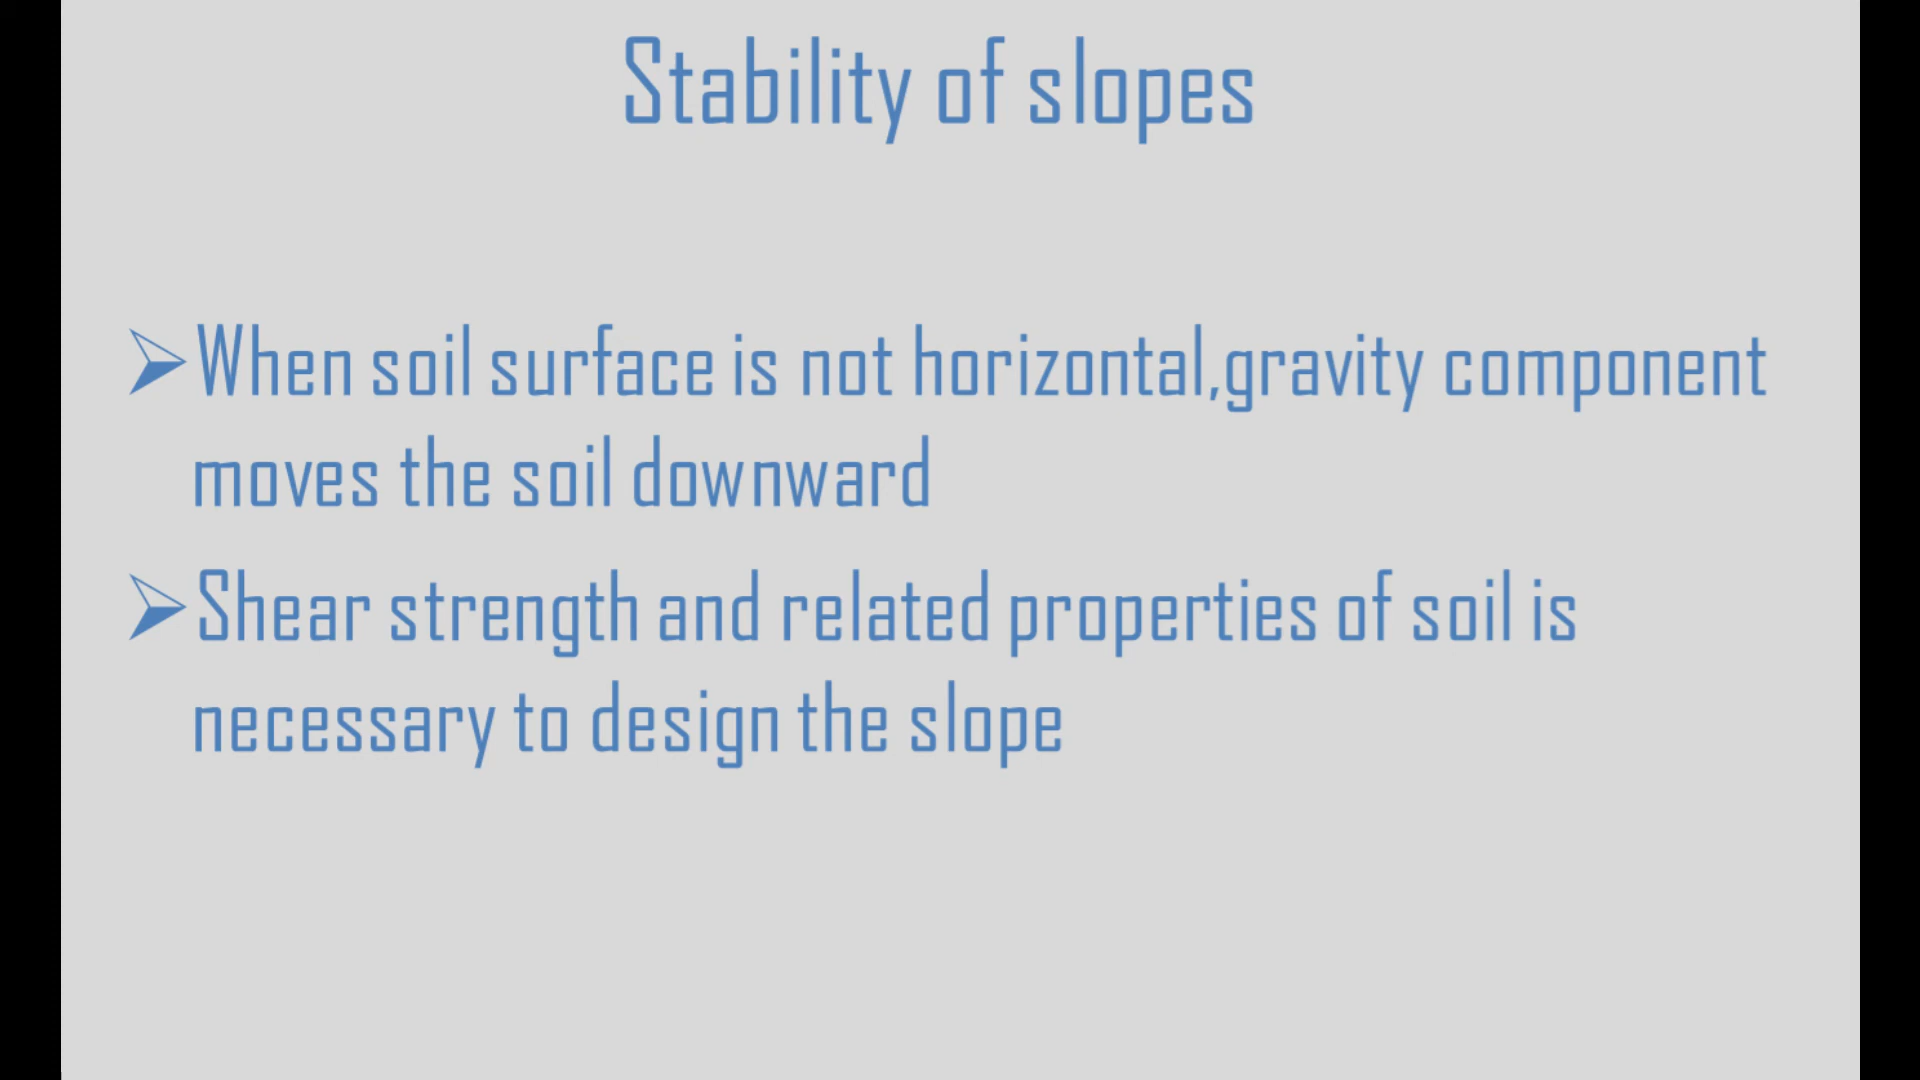 Stability of slopes
When soil surface is not horizontal,gravity component
moves the soil downward
Shear strength and related properties of soil is
necessary to design the slope